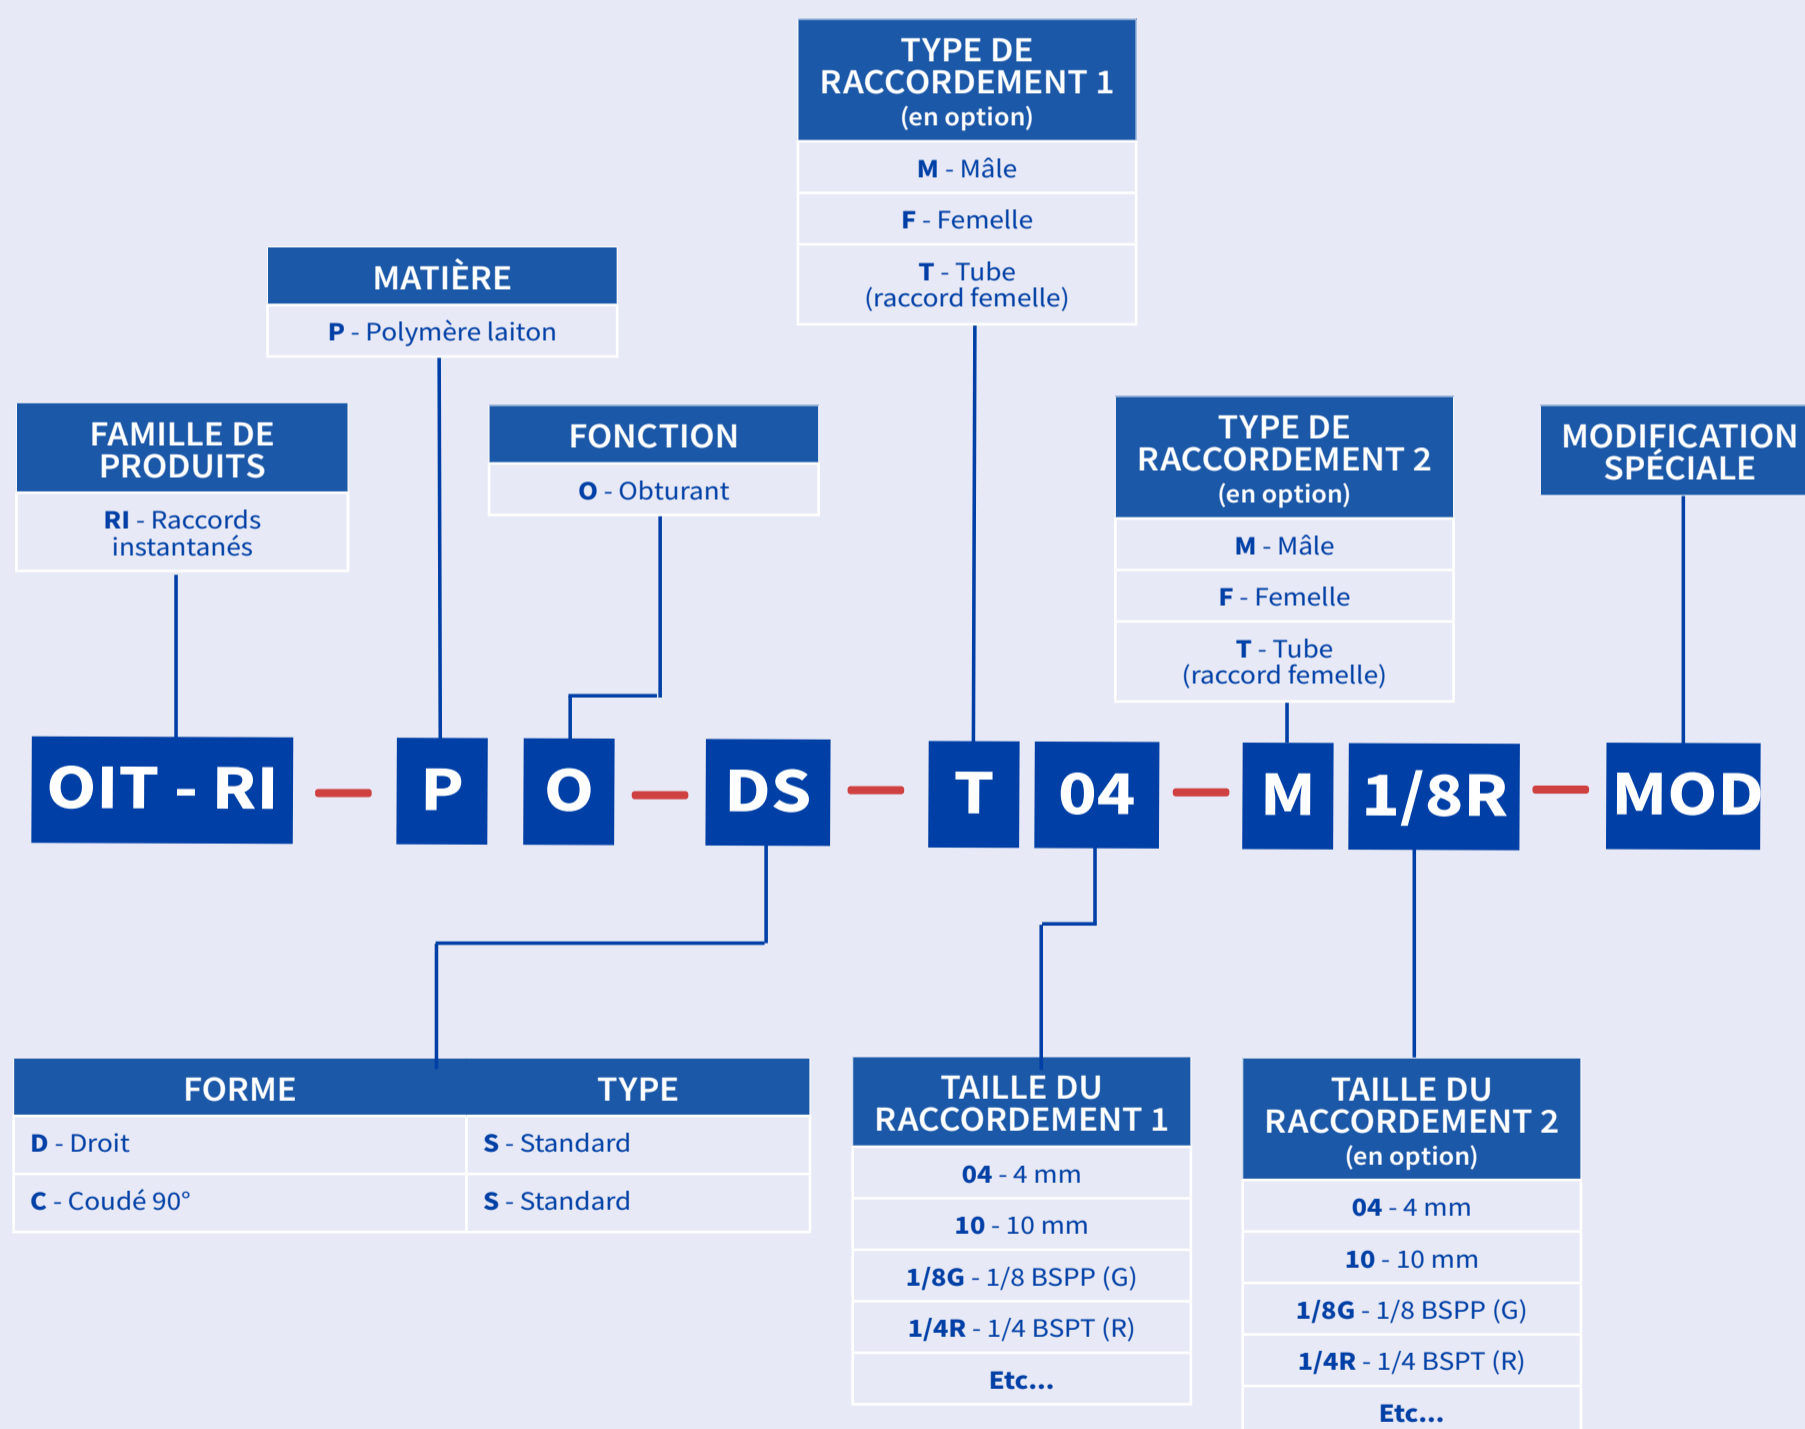 TYPE DE
RACCORDEMENT 1
(en option)
M - Mâle
F - Femelle
T - Tube
(raccord femelle)
MATIÈRE
P - Polymère laiton
FAMILLE DE
PRODUITS
RI - Raccords
instantanés
FONCTION
O - Obturant
TYPE DE
RACCORDEMENT 2
(en option)
M - Mâle
F - Femelle
T - Tube
(raccord femelle)
MODIFICATION
SPÉCIALE
OIT - RI — P O — DS — T 04 — M 1/8R — MOD
FORME TYPE
D - Droit S - Standard
C - Coudé 90° S - Standard
TAILLE DU
RACCORDEMENT 1
04 - 4 mm
10 - 10 mm
1/8G - 1/8 BSPP (G)
1/4R - 1/4 BSPT (R)
Etc...
TAILLE DU
RACCORDEMENT 2
(en option)
04 - 4 mm
10 - 10 mm
1/8G - 1/8 BSPP (G)
1/4R - 1/4 BSPT (R)
Etc...